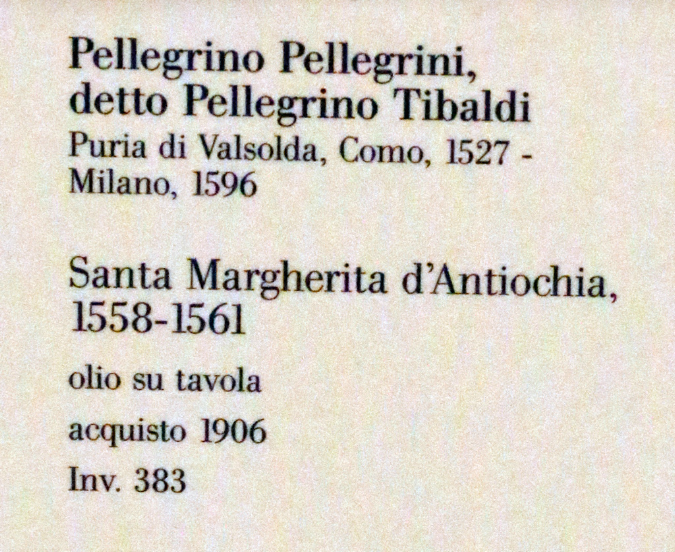 Pellegrino Pellegrini,
detto Pellegrino Tibaldi
Puria di Valsolda, Como, 1527 -
Milano, 1596
Santa Margherita d'Antiochia,
1558-1561
olio su tavola
acquisto 1906
Inv. 383